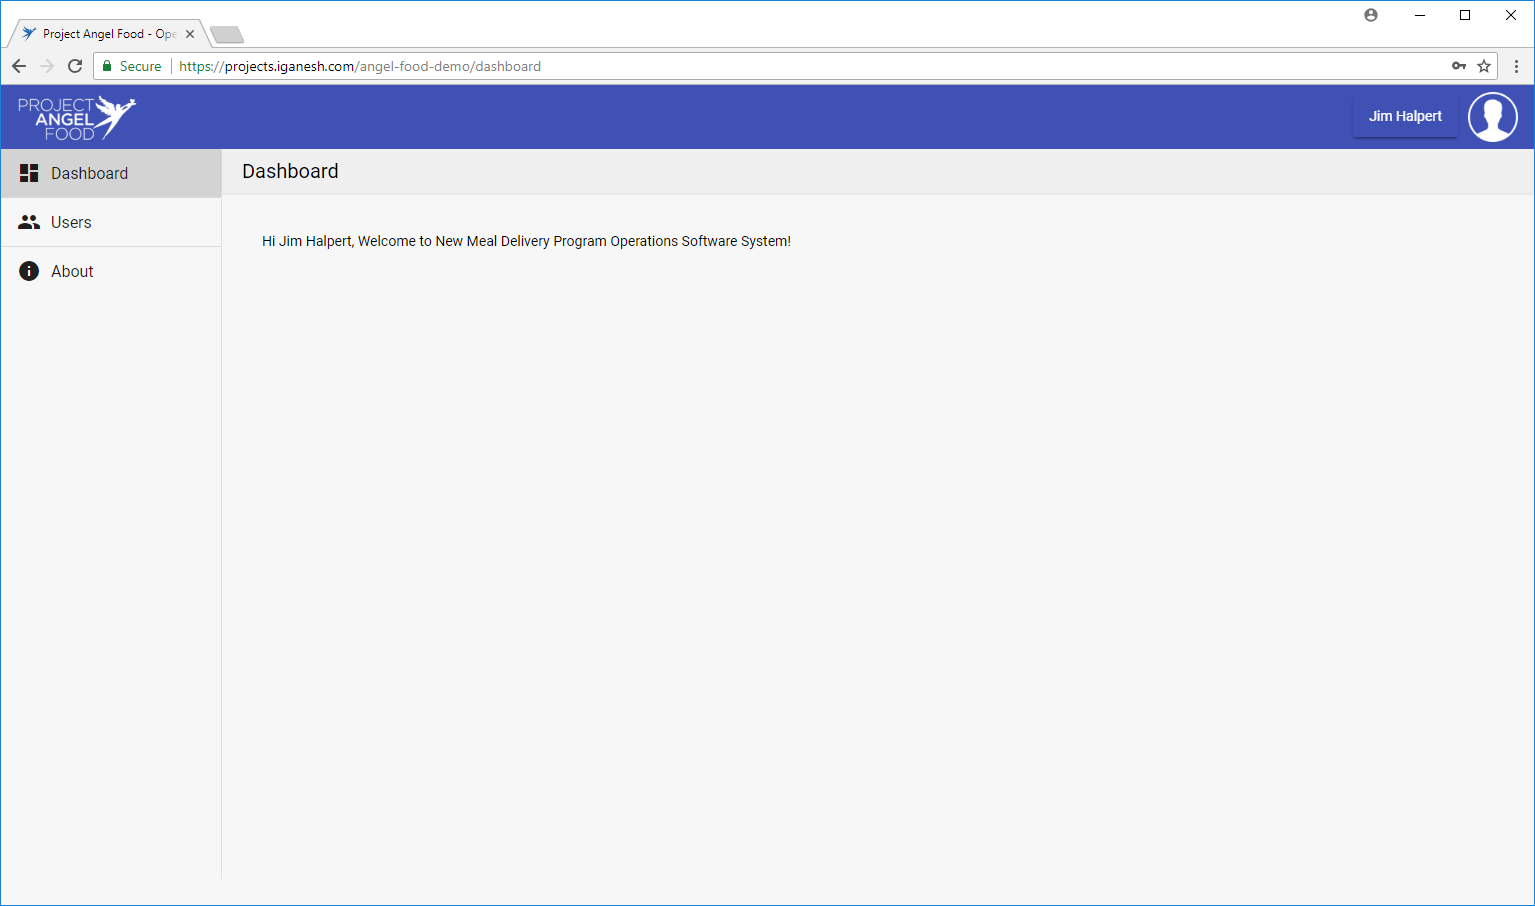 Project Angel Food - Ope
Secure https://projects.iganesh.com/angel-food-demo/dashboard
PROJECT
ANGEL
FOOD
Jim Halpert
Dashboard
Users
About
Dashboard
Hi Jim Halpert, Welcome to New Meal Delivery Program Operations Software System!